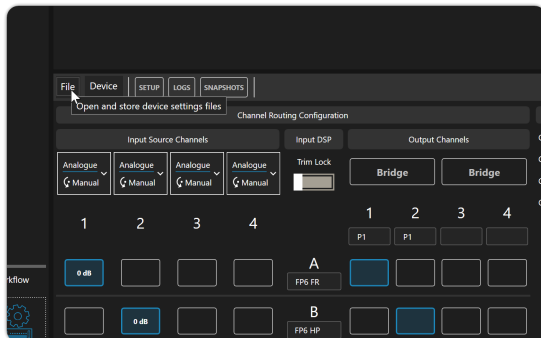 File Device SETUP LOGS SNAPSHOTS
Open and store device settings files
Channel Routing Configuration
Input Source Channels Input DSP Output Channels
Analogue Analogue Analogue Analogue Trim Lock
Manual Manual Manual Manual
Bridge Bridge
1 2 3 4 1 2 3 4
P1 P1
0 dB A
FP6 FR
rkflow
0 dB B
FP6 HP